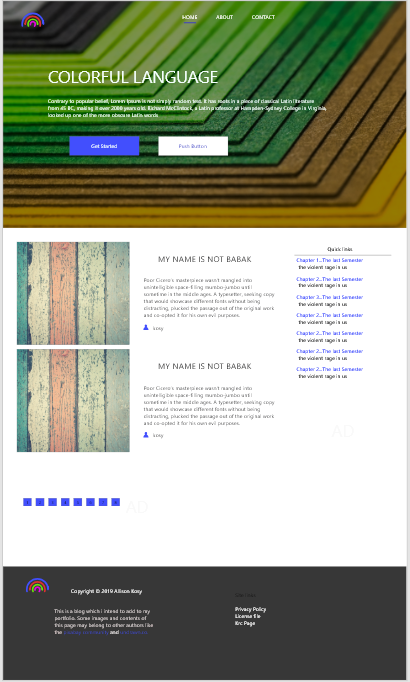 HOME ABOUT CONTACT
COLORFUL LANGUAGE
Contrary to popular belief, Lorem Ipsum is not simply random text. It has roots in a piece of classical Latin literature
from 45 BC, making it over 2000 years old. Richard McClintock, a Latin professor at Hampden-Sydney College in Virginia,
looked up one of the more obscure Latin words
Get Started
Push Button
MY NAME IS NOT BABAK
Poor Cicero's masterpiece wasn't mangled into
unintelligible space-filling mumbo-jumbo until
sometime in the middle ages. A typesetter, seeking copy
that would showcase different fonts without being
distracting, plucked the passage out of the original work
and co-opted it for his own evil purposes.
kosy
MY NAME IS NOT BABAK
Poor Cicero's masterpiece wasn't mangled into
unintelligible space-filling mumbo-jumbo until
sometime in the middle ages. A typesetter, seeking copy
that would showcase different fonts without being
distracting, plucked the passage out of the original work
and co-opted it for his own evil purposes.
kosy
Quick links
Chapter 1...The last Semester
the violent rage in us
Chapter 2...The last Semester
the violent rage in us
Chapter 3...The last Semester
the violent rage in us
Chapter 2...The last Semester
the violent rage in us
Chapter 2...The last Semester
the violent rage in us
Chapter 2...The last Semester
the violent rage in us
Chapter 2...The last Semester
the violent rage in us
AD
AD
Copyright © 2019 Allison Kosy
This is a blog which i intend to add to my
portfolio. Some images and contents of
this page may belong to other authors like
the and
Privacy Policy
License file
Krc Page